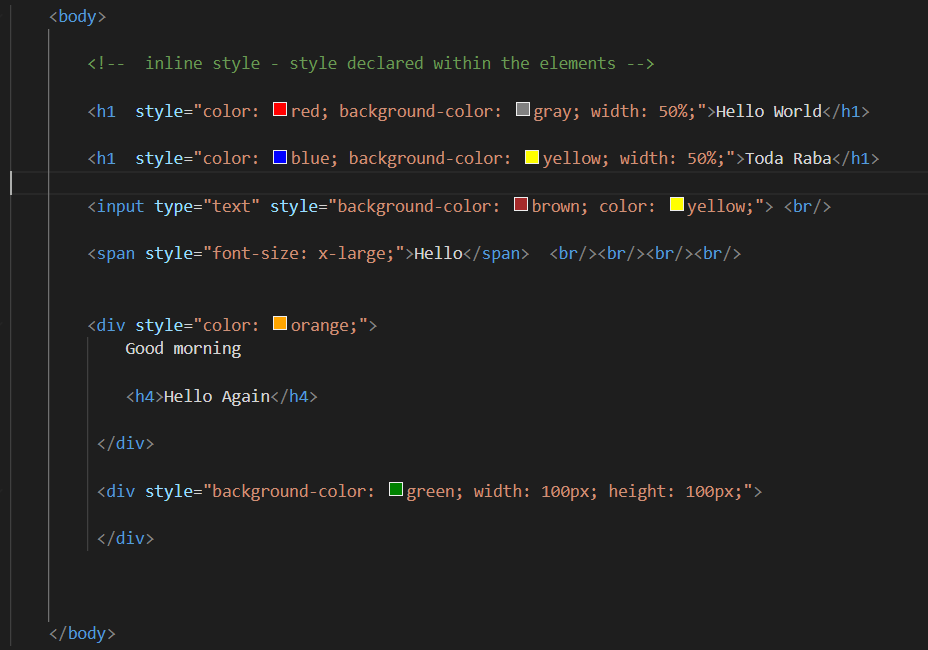 <body>
<!--  inline style - style declared within the elements -->
<h1  style="color: red; background-color: gray; width: 50%;">Hello World</h1>
<h1  style="color: blue; background-color: yellow; width: 50%;">Toda Raba</h1>
<input type="text" style="background-color: brown; color: yellow;"> <br/>
<span style="font-size: x-large;">Hello</span>  <br/><br/><br/><br/>
<div style="color: orange;">
Good morning
<h4>Hello Again</h4>
</div>
<div style="background-color: green; width: 100px; height: 100px;">
</div>
</body>